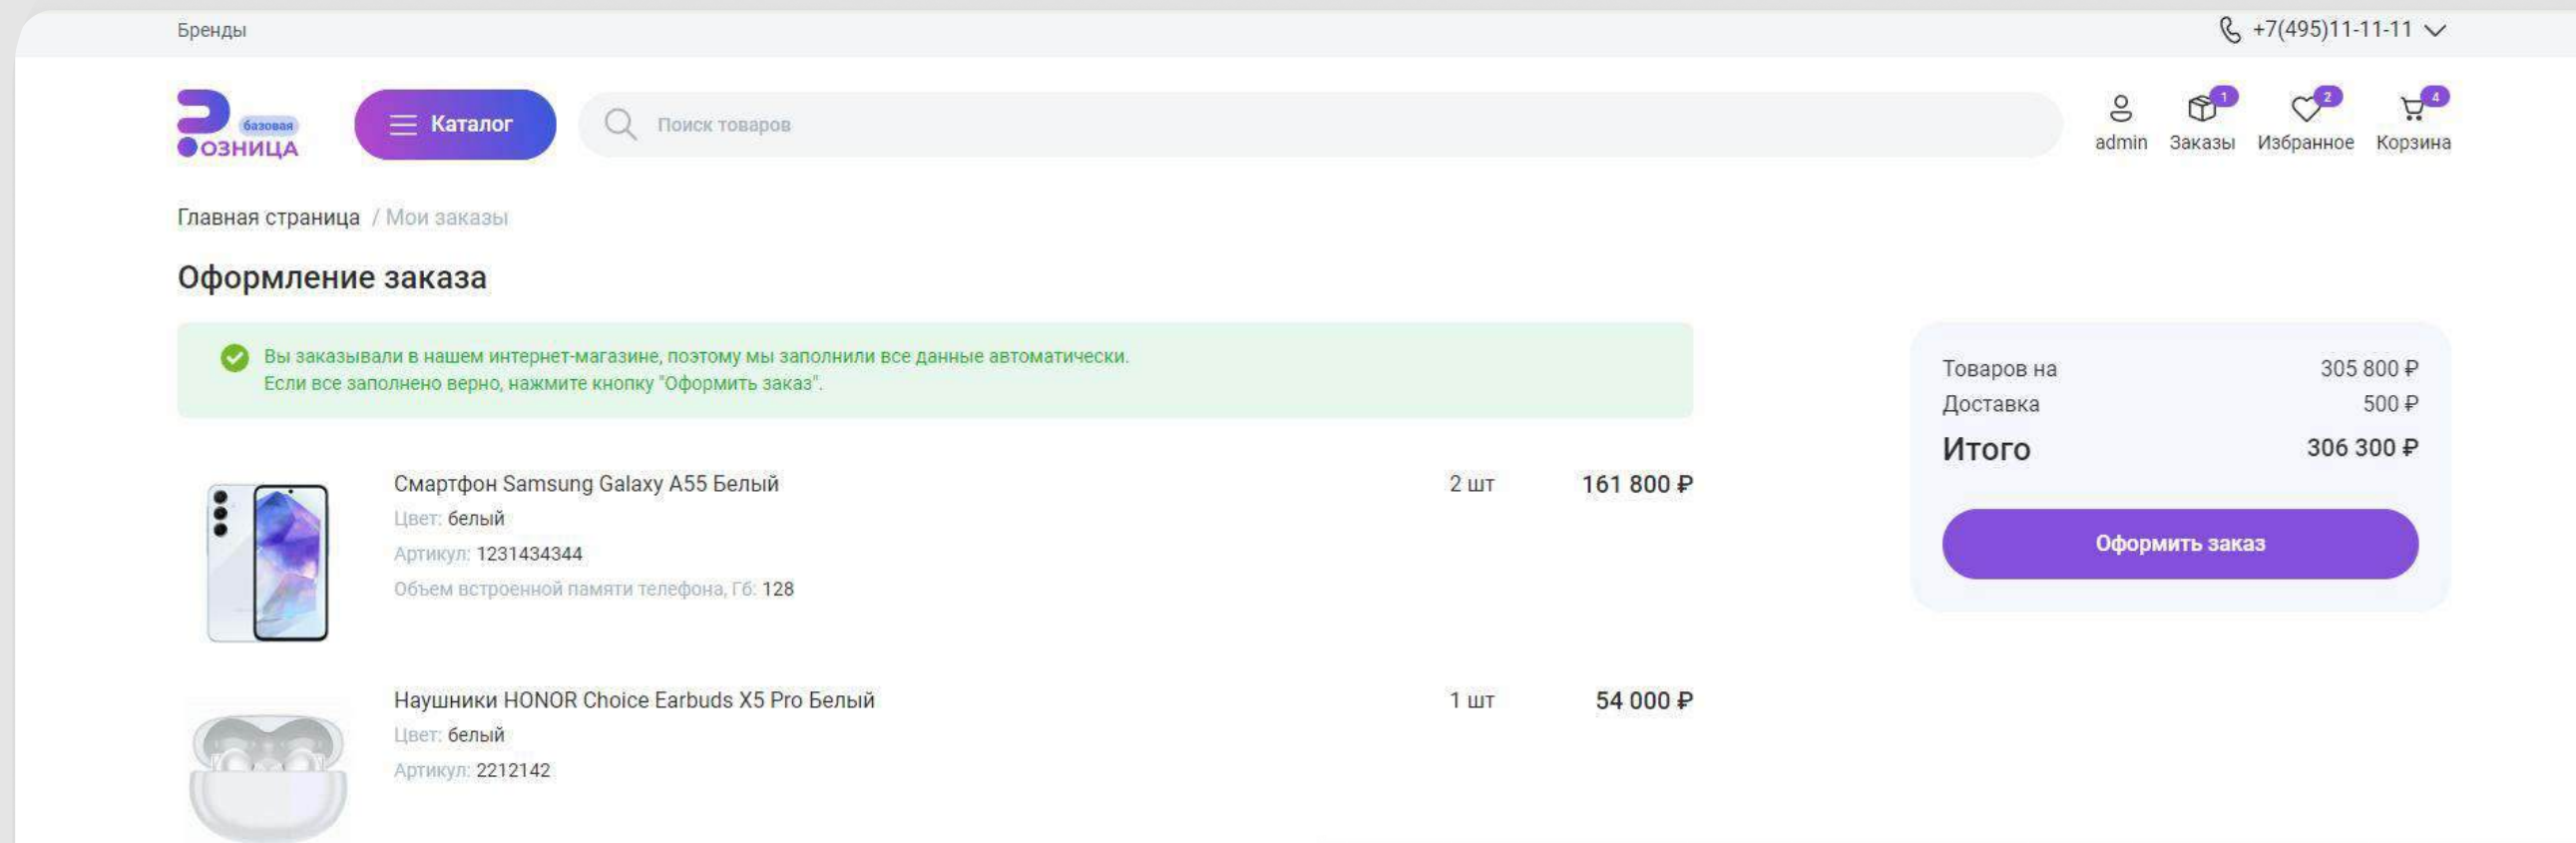 Бренды
+7(495)11-11-11
базовая
ОЗНИЦА
Каталог
Поиск товаров
1
2
4
admin
Заказы
Избранное
Корзина
Главная страница / Мои заказы
Оформление заказа
Вы заказывали в нашем интернет-магазине, поэтому мы заполнили все данные автоматически.
Если все заполнено верно, нажмите кнопку "Оформить заказ".
Смартфон Samsung Galaxy A55 Белый 2 шт 161 800 ₽
Цвет: белый
Артикул: 1231434344
Объем встроенной памяти телефона, Гб: 128
Наушники HONOR Choice Earbuds X5 Pro Белый 1 шт 54 000 ₽
Цвет: белый
Артикул: 2212142
Товаров на 305 800 ₽
Доставка 500 ₽
Итого 306 300 ₽
Оформить заказ